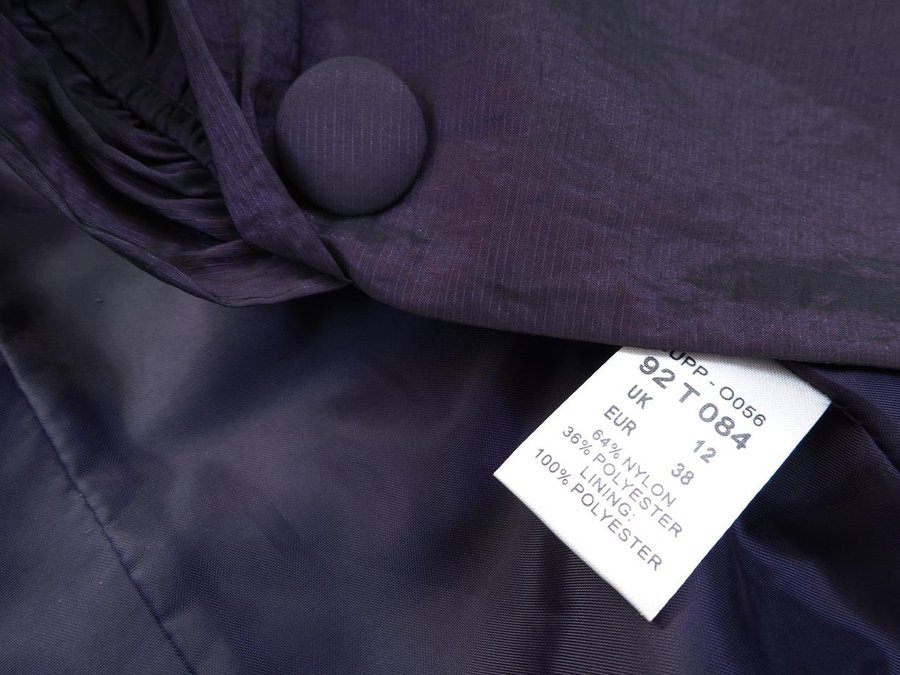 UPP - O056
92 T 084
UK 12
EUR 38
64% NYLON
36% POLYESTER
LINING:
100% POLYESTER